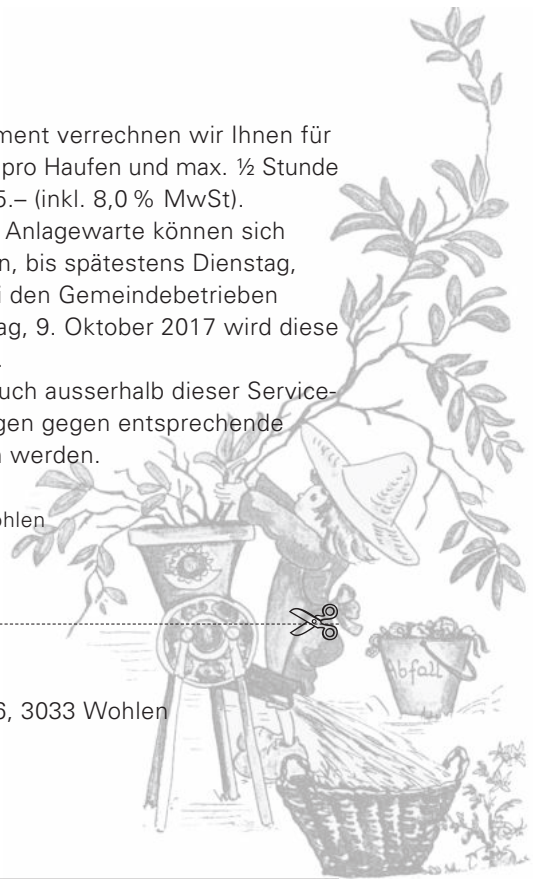 ment verrechnen wir Ihnen für
pro Haufen und max. ½ Stunde
5.– (inkl. 8,0 % MwSt).
Anlagewarte können sich
n, bis spätestens Dienstag,
i den Gemeindebetrieben
ag, 9. Oktober 2017 wird diese
.
uch ausserhalb dieser Service-
gen gegen entsprechende
n werden.
ohlen
Abfall
6, 3033 Wohlen